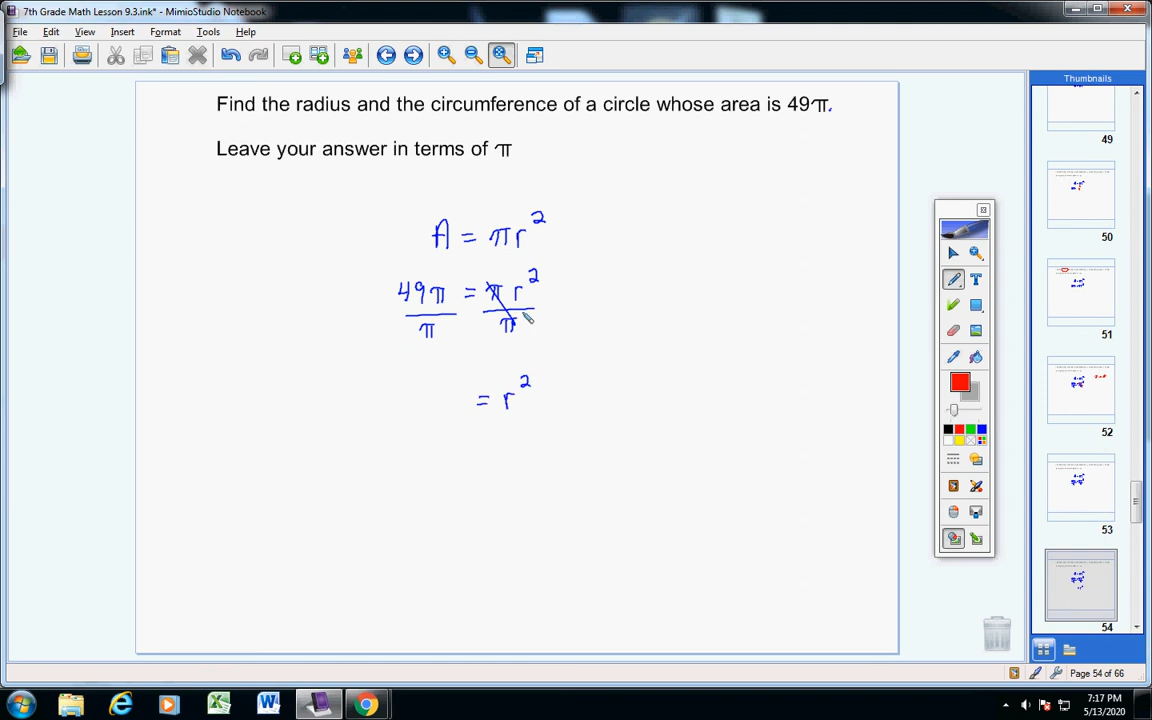 7th Grade Math Lesson 9.3.ink* - MimioStudio Notebook
File Edit View Insert Format Tools Help
Thumbnails
Find the radius and the circumference of a circle whose area is 49π.
Leave your answer in terms of π
A = πr²
49π = πr²
π π
= r²
T
49
50
51
52
53
54
Page 54 of 66
7:17 PM
5/13/2020